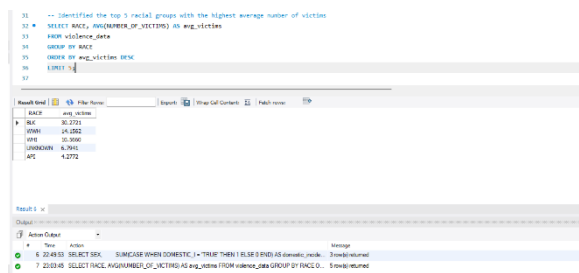 31 -- Identified the top 5 racial groups with the highest average number of victims
32 SELECT RACE, AVG(NUMBER_OF_VICTIMS) AS avg_victims
33 FROM violence_data
34 GROUP BY RACE
35 ORDER BY avg_victims DESC
36 LIMIT 5;
37
Result Grid Filter Rows: Export: Wrap Cell Content: Fetch rows:
RACE avg_victims
BLK 30.2721
WWH 14.1562
WHI 10.5860
UNKNOWN 6.7941
API 4.2772
Result 1 x
Output
Action Output
# Time Action Message
6 22:49:53 SELECT SEX, SUM(CASE WHEN DOMESTIC_I = 'TRUE' THEN 1 ELSE 0 END) AS domestic_incide... 3 row(s) returned
7 23:03:45 SELECT RACE, AVG(NUMBER_OF_VICTIMS) AS avg_victims FROM violence_data GROUP BY RACE O... 5 row(s) returned